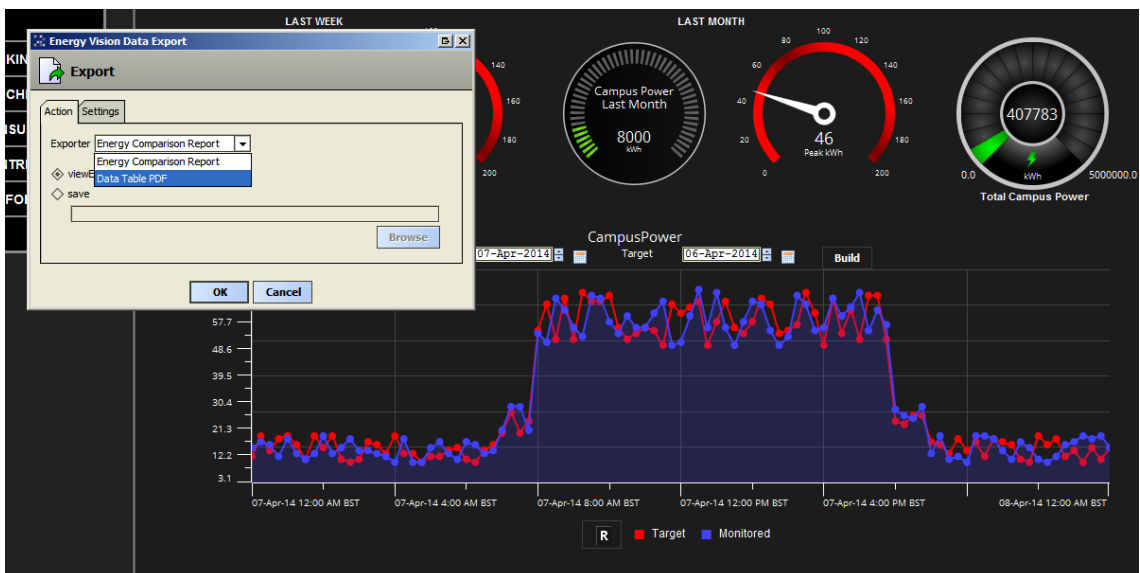 LAST WEEK
LAST MONTH
Energy Vision Data Export
Export
Action
Settings
Exporter
Energy Comparison Report
Energy Comparison Report
Data Table PDF
save
Browse
OK
Cancel
140
160
180
200
Campus Power
Last Month
8000
kWh
0
20
40
60
80
100
120
140
160
180
200
46
Peak kWh
407783
0.0
kWh
5000000.0
Total Campus Power
CampusPower
07-Apr-2014
Target
06-Apr-2014
Build
57.7
48.6
39.5
30.4
21.3
12.2
3.1
07-Apr-14 12:00 AM BST
07-Apr-14 4:00 AM BST
07-Apr-14 8:00 AM BST
07-Apr-14 12:00 PM BST
07-Apr-14 4:00 PM BST
08-Apr-14 12:00 AM BST
R
Target
Monitored